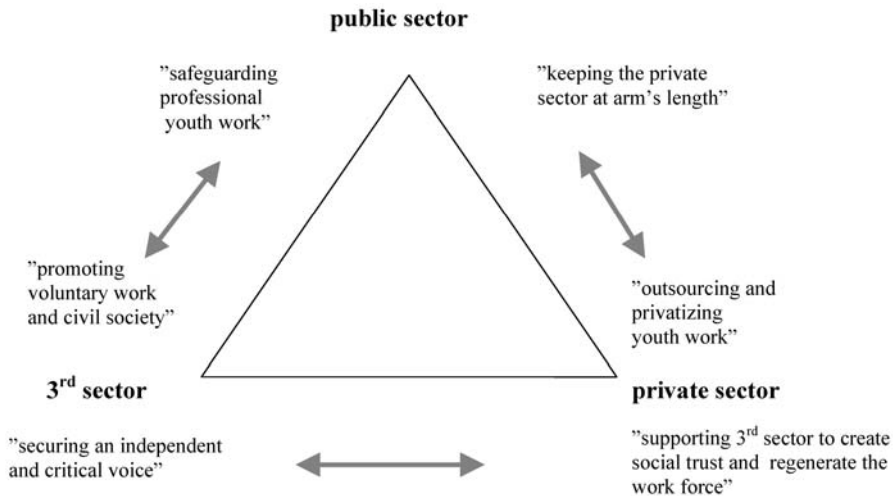 public sector
”safeguarding
professional
youth work”
”keeping the private
sector at arm’s length”
”promoting
voluntary work
and civil society”
”outsourcing and
privatizing
youth work”
3rd sector
private sector
”securing an independent
and critical voice”
”supporting 3rd sector to create
social trust and regenerate the
work force”